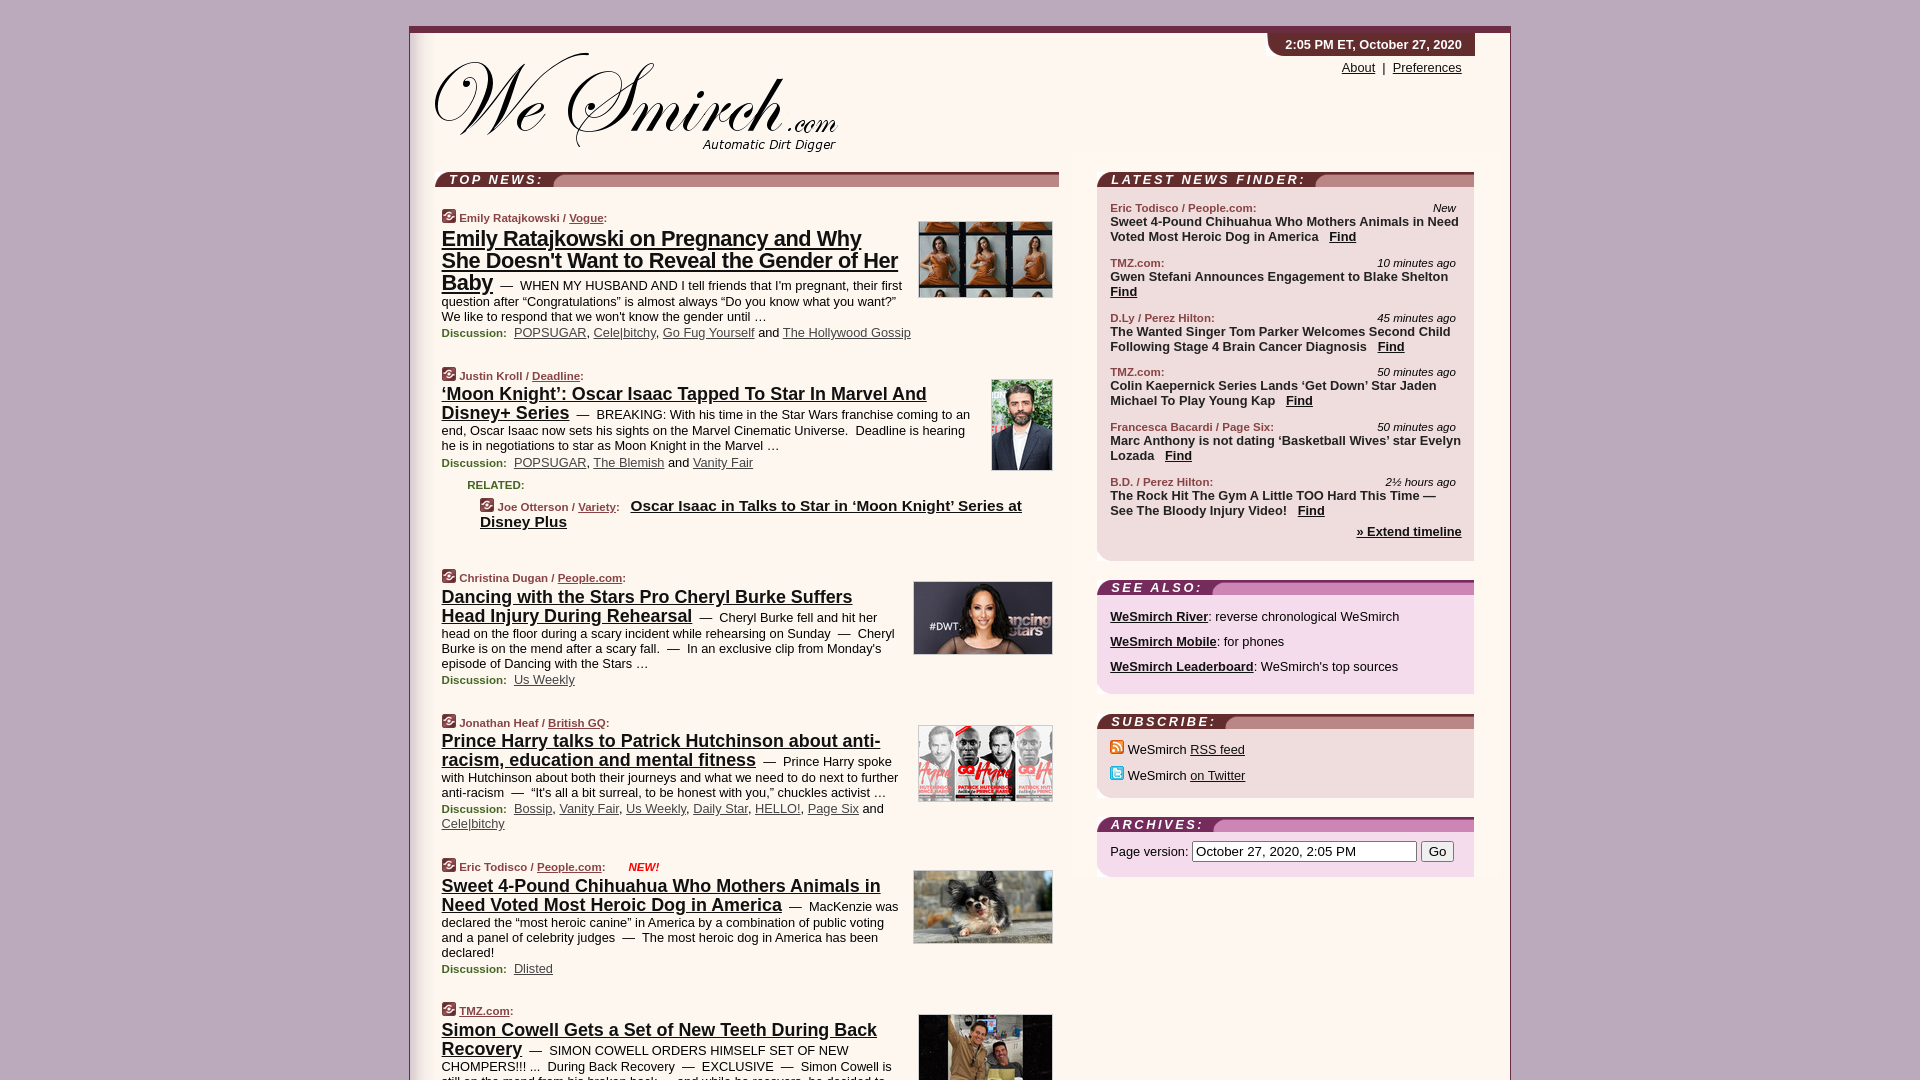 2:05 PM ET, October 27, 2020
About | Preferences
We Smirch .com
Automatic Dirt Digger
TOP NEWS:
Emily Ratajkowski / Vogue:
Emily Ratajkowski on Pregnancy and Why
She Doesn't Want to Reveal the Gender of Her
Baby — WHEN MY HUSBAND AND I tell friends that I'm pregnant, their first
question after “Congratulations” is almost always “Do you know what you want?”
We like to respond that we won't know the gender until …
Discussion: POPSUGAR, Cele|bitchy, Go Fug Yourself and The Hollywood Gossip
Justin Kroll / Deadline:
‘Moon Knight’: Oscar Isaac Tapped To Star In Marvel And
Disney+ Series — BREAKING: With his time in the Star Wars franchise coming to an
end, Oscar Isaac now sets his sights on the Marvel Cinematic Universe. Deadline is hearing
he is in negotiations to star as Moon Knight in the Marvel …
Discussion: POPSUGAR, The Blemish and Vanity Fair
RELATED:
Joe Otterson / Variety: Oscar Isaac in Talks to Star in ‘Moon Knight’ Series at
Disney Plus
Christina Dugan / People.com:
Dancing with the Stars Pro Cheryl Burke Suffers
Head Injury During Rehearsal — Cheryl Burke fell and hit her
head on the floor during a scary incident while rehearsing on Sunday — Cheryl
Burke is on the mend after a scary fall. — In an exclusive clip from Monday's
episode of Dancing with the Stars …
Discussion: Us Weekly
#DWT
ncing
stars
Jonathan Heaf / British GQ:
Prince Harry talks to Patrick Hutchinson about anti-
racism, education and mental fitness — Prince Harry spoke
with Hutchinson about both their journeys and what we need to do next to further
anti-racism — “It's all a bit surreal, to be honest with you,” chuckles activist …
Discussion: Bossip, Vanity Fair, Us Weekly, Daily Star, HELLO!, Page Six and
Cele|bitchy
GQ Hype
PATRICK HUTCHINSON
Eric Todisco / People.com: NEW!
Sweet 4-Pound Chihuahua Who Mothers Animals in
Need Voted Most Heroic Dog in America — MacKenzie was
declared the “most heroic canine” in America by a combination of public voting
and a panel of celebrity judges — The most heroic dog in America has been
declared!
Discussion: Dlisted
TMZ.com:
Simon Cowell Gets a Set of New Teeth During Back
Recovery — SIMON COWELL ORDERS HIMSELF SET OF NEW
CHOMPERS!!! ... During Back Recovery — EXCLUSIVE — Simon Cowell is
LATEST NEWS FINDER:
Eric Todisco / People.com: New
Sweet 4-Pound Chihuahua Who Mothers Animals in Need
Voted Most Heroic Dog in America Find
TMZ.com: 10 minutes ago
Gwen Stefani Announces Engagement to Blake Shelton
Find
D.Ly / Perez Hilton: 45 minutes ago
The Wanted Singer Tom Parker Welcomes Second Child
Following Stage 4 Brain Cancer Diagnosis Find
TMZ.com: 50 minutes ago
Colin Kaepernick Series Lands ‘Get Down’ Star Jaden
Michael To Play Young Kap Find
Francesca Bacardi / Page Six: 50 minutes ago
Marc Anthony is not dating ‘Basketball Wives’ star Evelyn
Lozada Find
B.D. / Perez Hilton: 2½ hours ago
The Rock Hit The Gym A Little TOO Hard This Time —
See The Bloody Injury Video! Find
» Extend timeline
SEE ALSO:
WeSmirch River: reverse chronological WeSmirch
WeSmirch Mobile: for phones
WeSmirch Leaderboard: WeSmirch's top sources
SUBSCRIBE:
WeSmirch RSS feed
WeSmirch on Twitter
ARCHIVES:
Page version: October 27, 2020, 2:05 PM Go